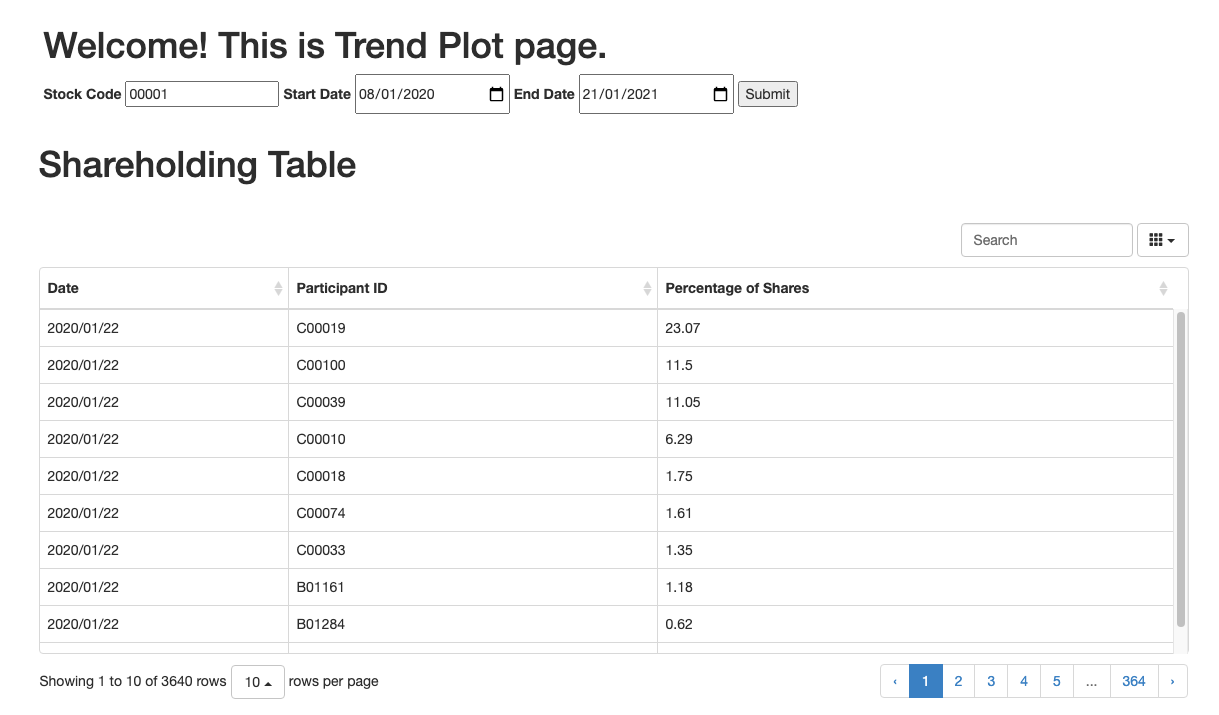 Welcome! This is Trend Plot page.
Stock Code 00001 Start Date 08/01/2020 End Date 21/01/2021 Submit
Shareholding Table
Search
Date Participant ID Percentage of Shares
2020/01/22 C00019 23.07
2020/01/22 C00100 11.5
2020/01/22 C00039 11.05
2020/01/22 C00010 6.29
2020/01/22 C00018 1.75
2020/01/22 C00074 1.61
2020/01/22 C00033 1.35
2020/01/22 B01161 1.18
2020/01/22 B01284 0.62
Showing 1 to 10 of 3640 rows 10 rows per page ‹ 1 2 3 4 5 ... 364 ›